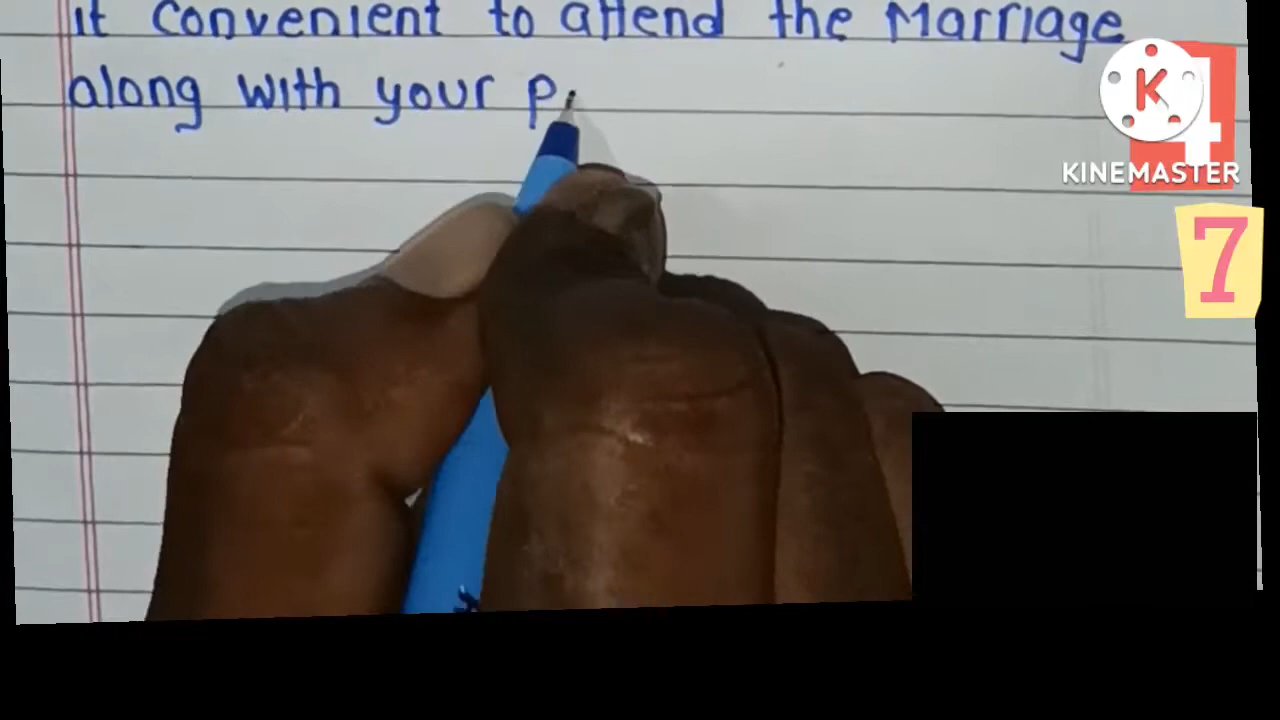 it convenient to attend the Marriage
along with your p
K
KINEMASTER
7